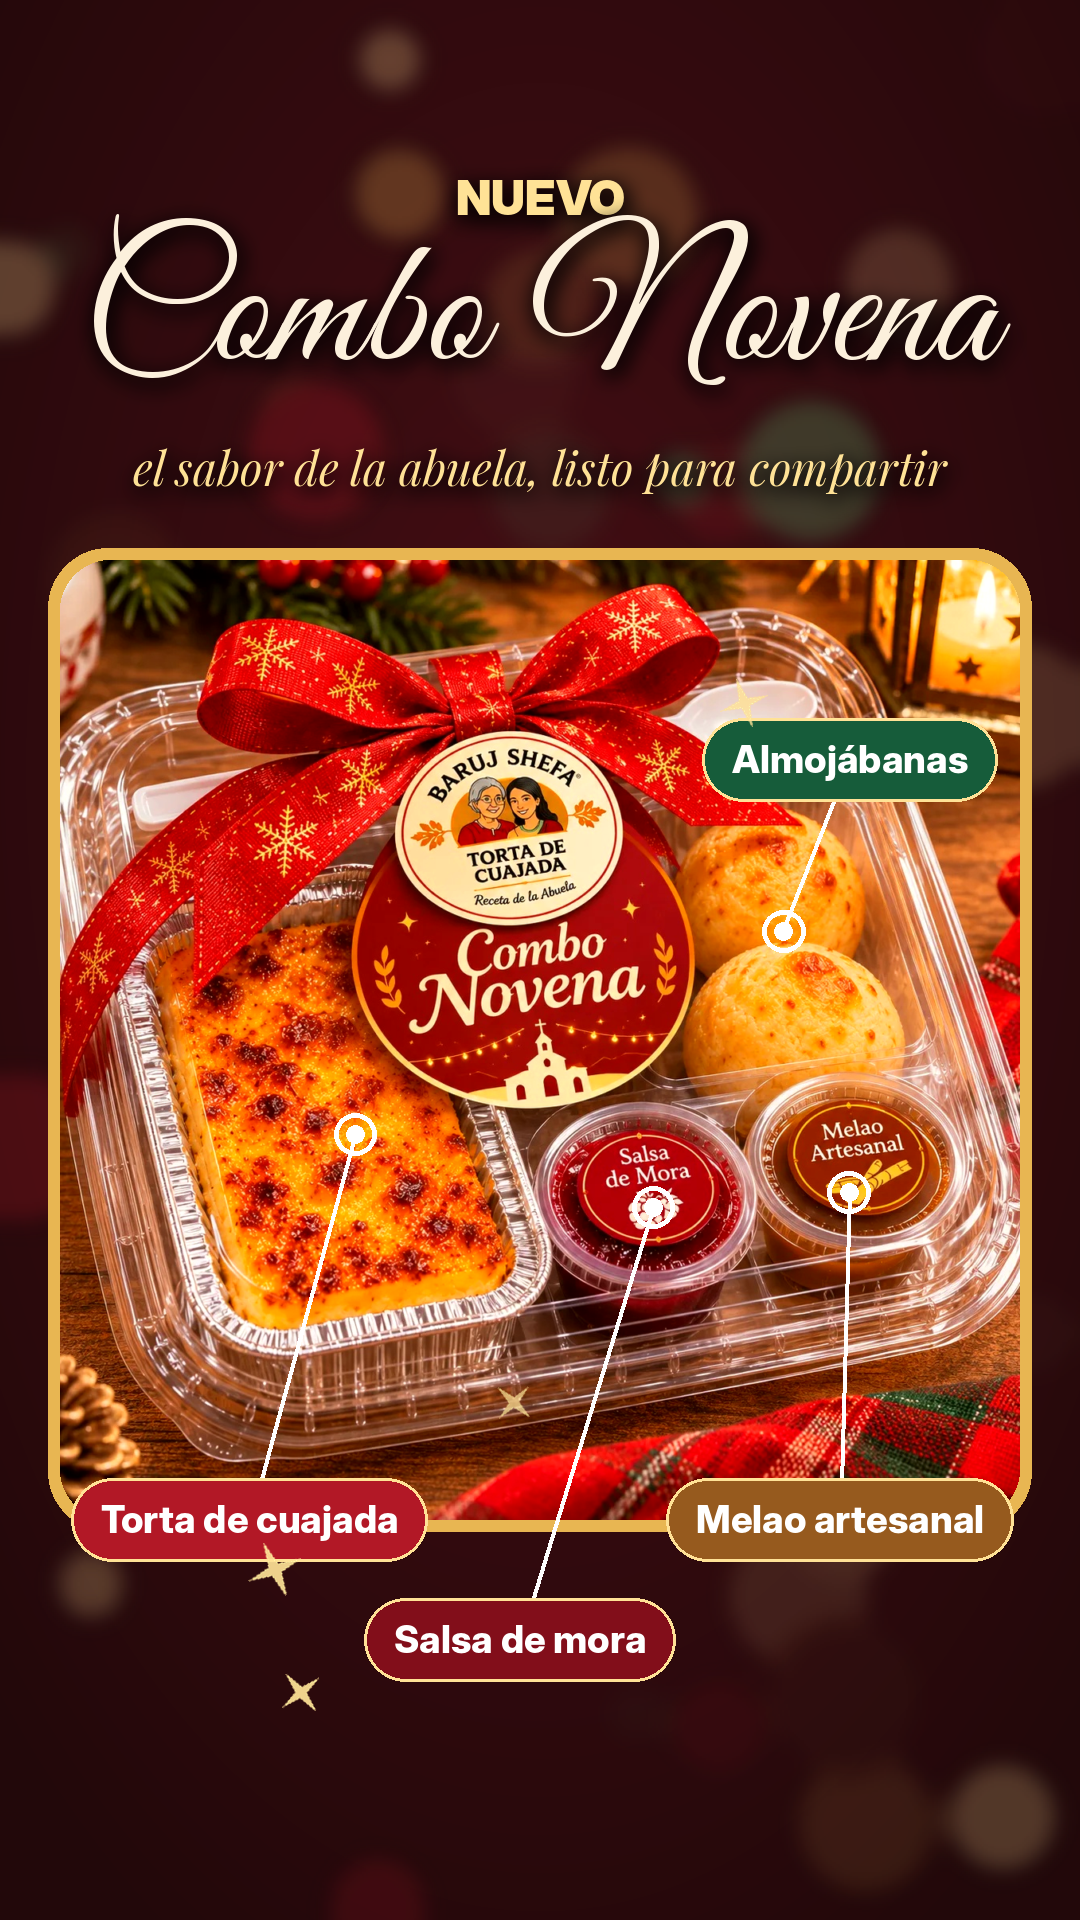 NUEVO
Combo Novena
el sabor de la abuela, listo para compartir
Almojábanas
BARUJ SHEFA®
TORTA DE
CUAJADA
Receta de la Abuela
Combo
Novena
Salsa
de Mora
Melao
Artesanal
Torta de cuajada
Melao artesanal
Salsa de mora